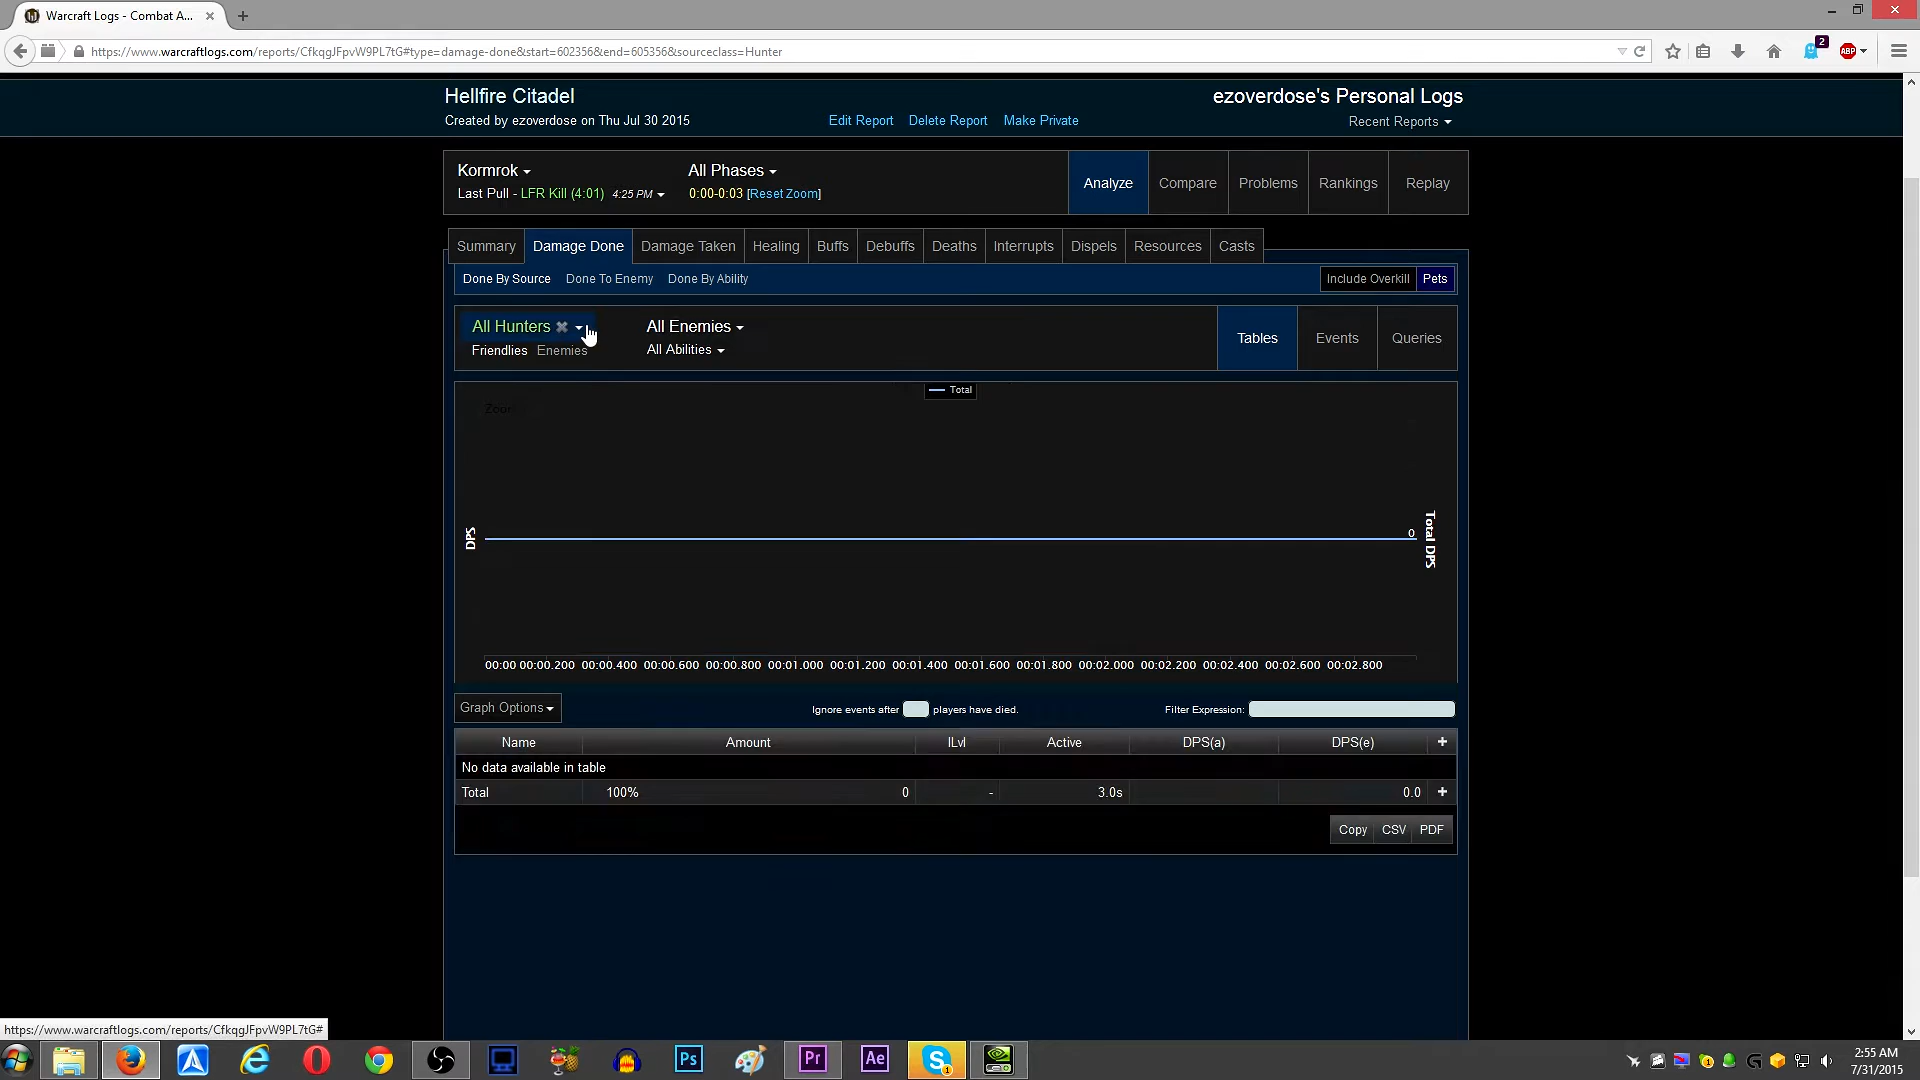 Warcraft Logs - Combat A...
https://www.warcraftlogs.com/reports/CfkqgJFpvW9PL7tG#type=damage-done&start=602356&end=605356&sourceclass=Hunter
2
ABP
Hellfire Citadel
ezoverdose's Personal Logs
Created by ezoverdose on Thu Jul 30 2015
Edit Report Delete Report Make Private
Recent Reports
Kormrok
All Phases
Last Pull - LFR Kill (4:01) 4:25 PM
0:00-0:03 [Reset Zoom]
Analyze Compare Problems Rankings Replay
Summary Damage Done Damage Taken Healing Buffs Debuffs Deaths Interrupts Dispels Resources Casts
Done By Source Done To Enemy Done By Ability
Include Overkill Pets
All Hunters
All Enemies
Friendlies Enemies
All Abilities
Tables Events Queries
Total
Zoom
DPS
0
Total DPS
00:00 00:00.200 00:00.400 00:00.600 00:00.800 00:01.000 00:01.200 00:01.400 00:01.600 00:01.800 00:02.000 00:02.200 00:02.400 00:02.600 00:02.800
Graph Options
Ignore events after players have died.
Filter Expression:
Name Amount ILvl Active DPS(a) DPS(e) +
No data available in table
Total 100% 0 - 3.0s 0.0 +
Copy CSV PDF
https://www.warcraftlogs.com/reports/CfkqgJFpvW9PL7tG#
Ps
Pr
Ae
1
2:55 AM
7/31/2015